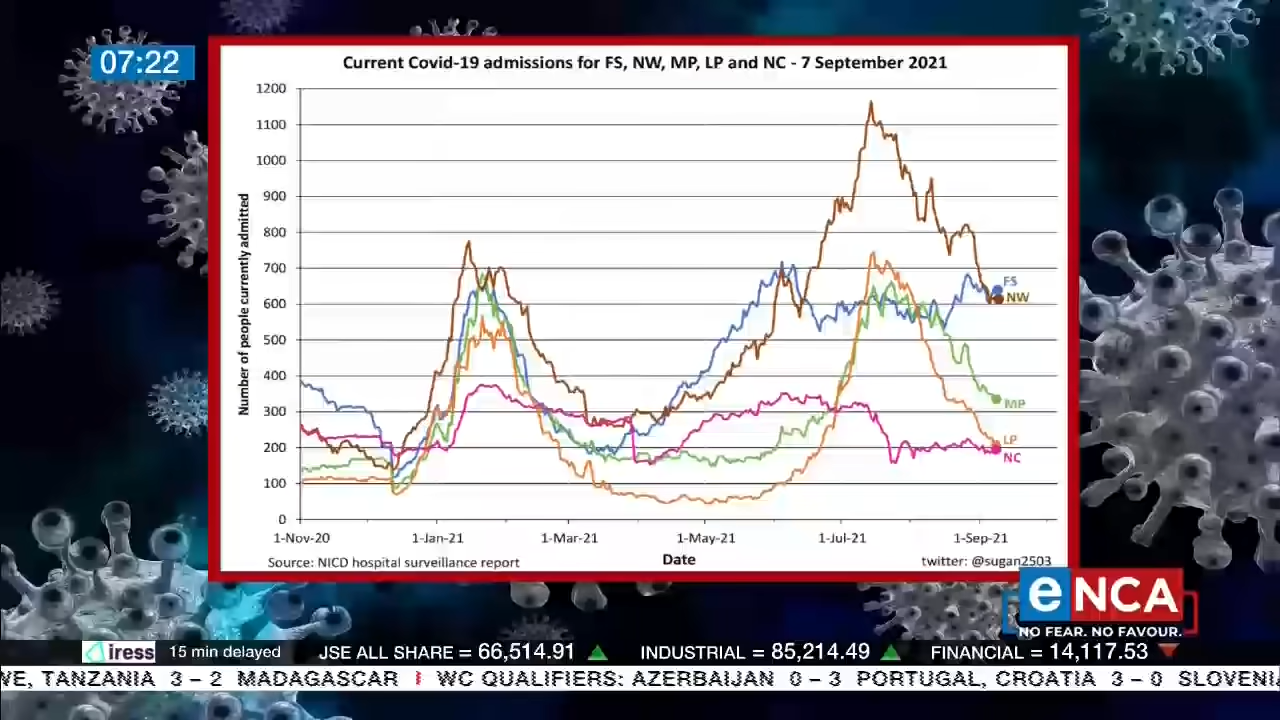 07:22
Current Covid-19 admissions for FS, NW, MP, LP and NC - 7 September 2021
Number of people currently admitted
1200
1100
1000
900
800
700
600
500
400
300
200
100
0
FS
NW
MP
LP
NC
1-Nov-20 1-Jan-21 1-Mar-21 1-May-21 1-Jul-21 1-Sep-21
Date
Source: NICD hospital surveillance report
twitter: @sugan2503
eNCA
NO FEAR. NO FAVOUR.
iress 15 min delayed JSE ALL SHARE = 66,514.91 INDUSTRIAL = 85,214.49 FINANCIAL = 14,117.53
VE, TANZANIA 3 – 2 MADAGASCAR I WC QUALIFIERS: AZERBAIJAN 0 – 3 PORTUGAL, CROATIA 3 – 0 SLOVENI